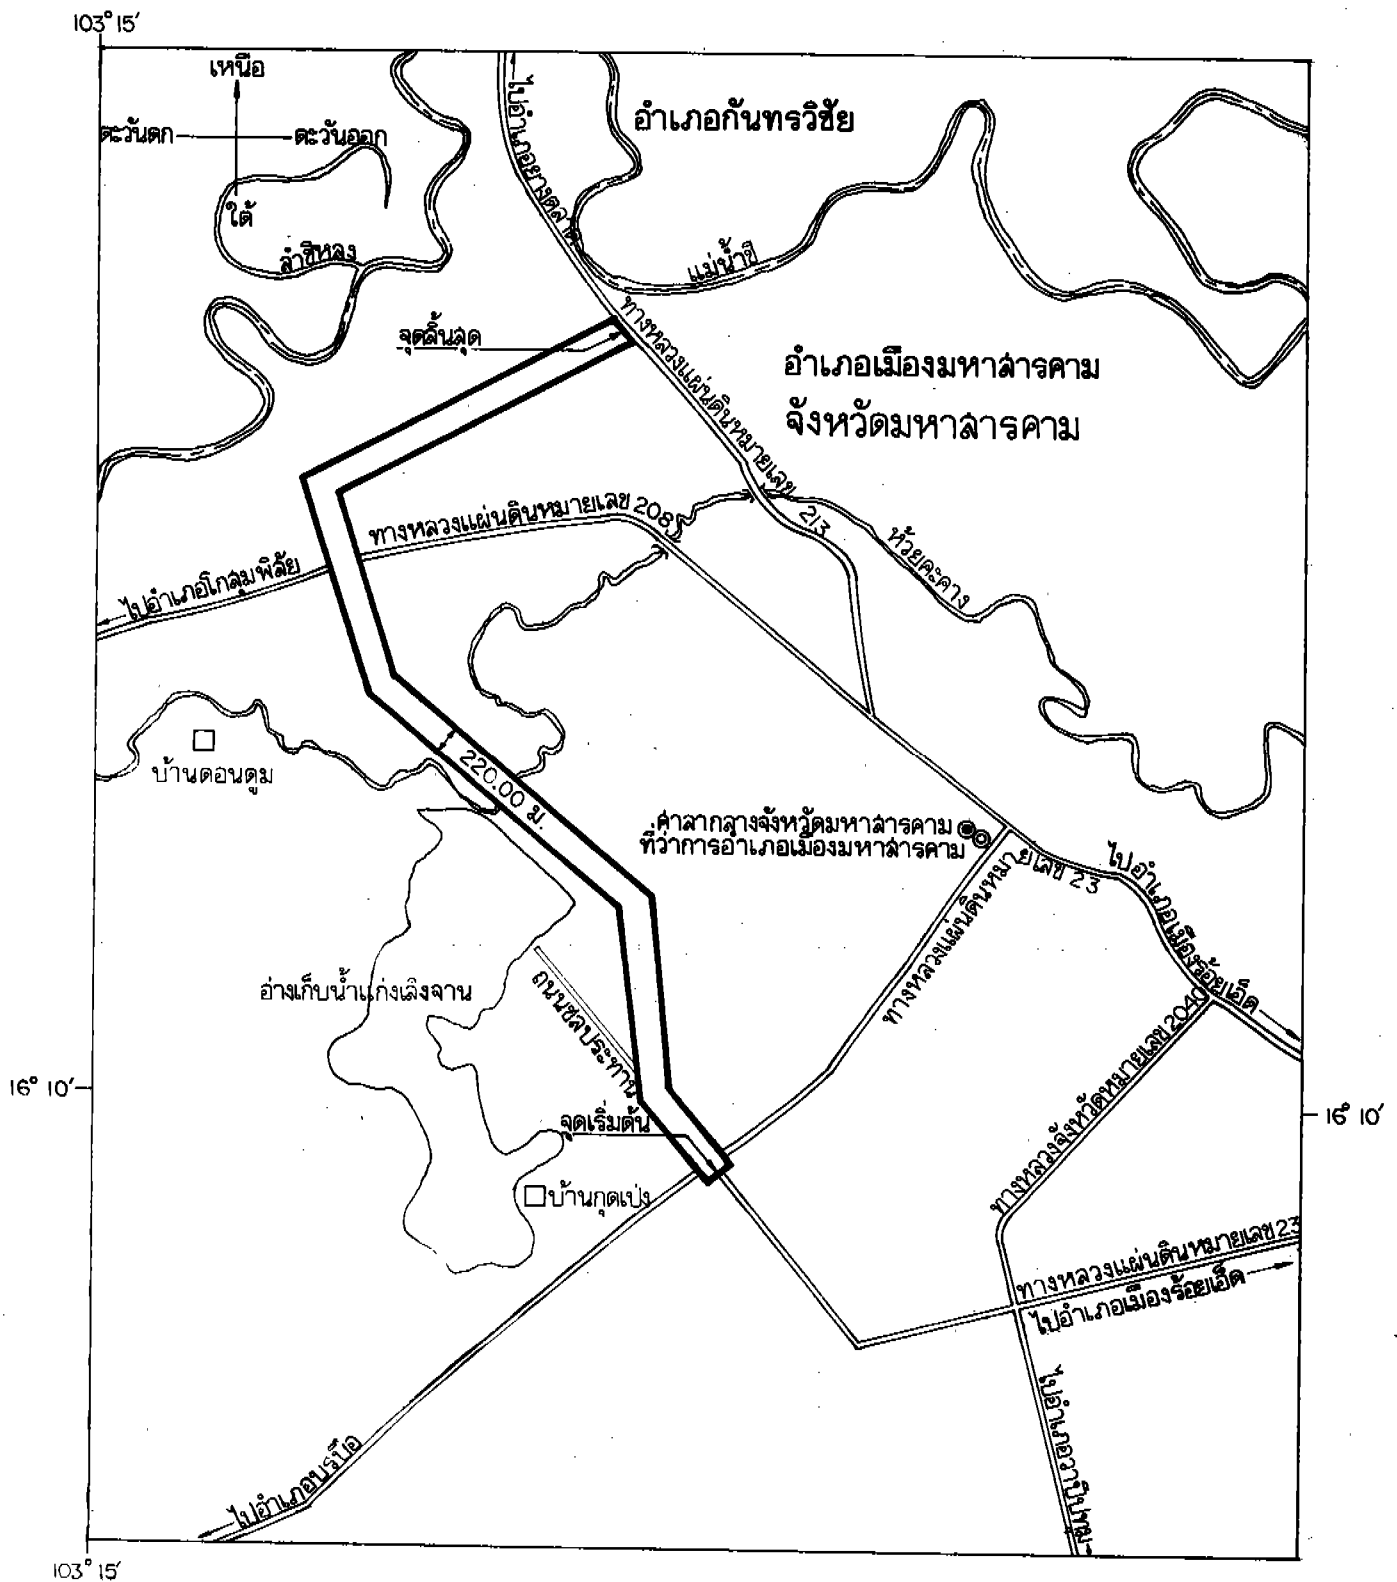 103° 15′
เหนือ
ตะวันตก
ตะวันออก
ใต้
ลำชีหลง
ไปอำเภอยางตลาด
อำเภอกันทรวิชัย
แม่น้ำชี
จุดสิ้นสุด
ทางหลวงแผ่นดินหมายเลข 213
อำเภอเมืองมหาสารคาม
จังหวัดมหาสารคาม
ทางหลวงแผ่นดินหมายเลข 208
ห้วยคะคาง
ไปอำเภอโกสุมพิสัย
บ้านดอนดูม
220.00 ม.
ศาลากลางจังหวัดมหาสารคาม
ที่ว่าการอำเภอเมืองมหาสารคาม
ทางหลวงแผ่นดินหมายเลข 23
ไปอำเภอเมืองร้อยเอ็ด
อ่างเก็บน้ำแก่งเลิงจาน
ถนนชลประทาน
ทางหลวงจังหวัดหมายเลข 2040
16° 10′
16° 10′
จุดเริ่มต้น
บ้านกุดเป่ง
ทางหลวงแผ่นดินหมายเลข 23
ไปอำเภอเมืองร้อยเอ็ด
ไปอำเภอวาปีปทุม
ไปอำเภอบรบือ
103° 15′